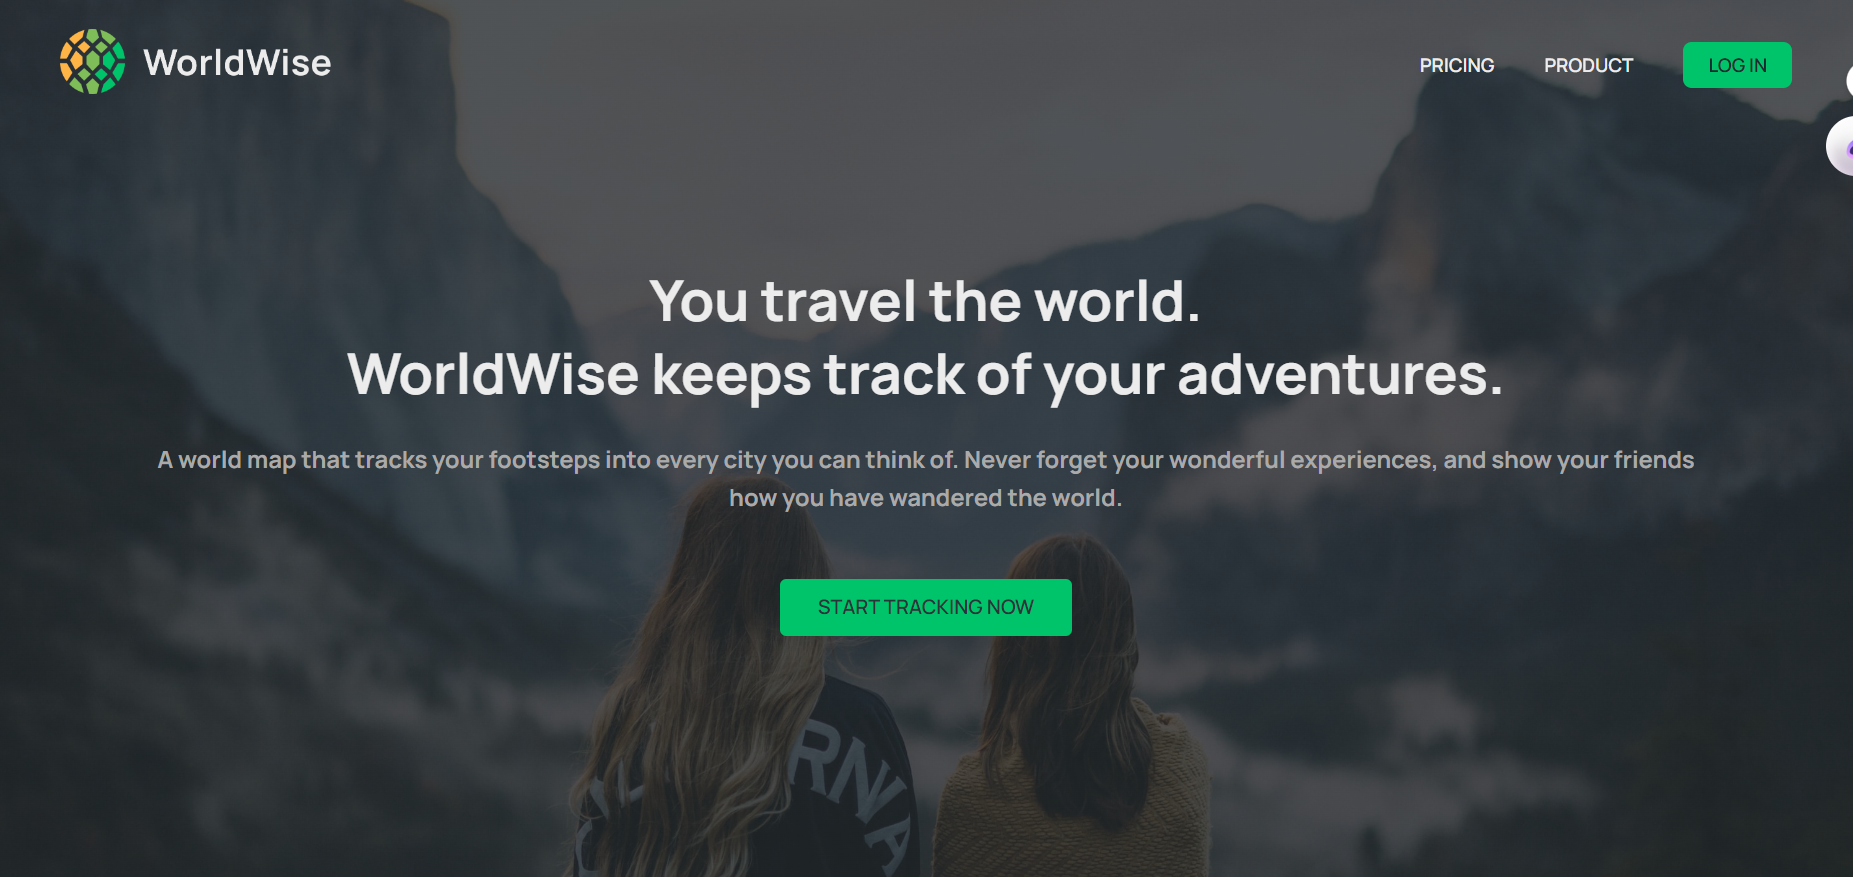 WorldWise
PRICING
PRODUCT
LOG IN
You travel the world.
WorldWise keeps track of your adventures.
A world map that tracks your footsteps into every city you can think of. Never forget your wonderful experiences, and show your friends
how you have wandered the world.
START TRACKING NOW